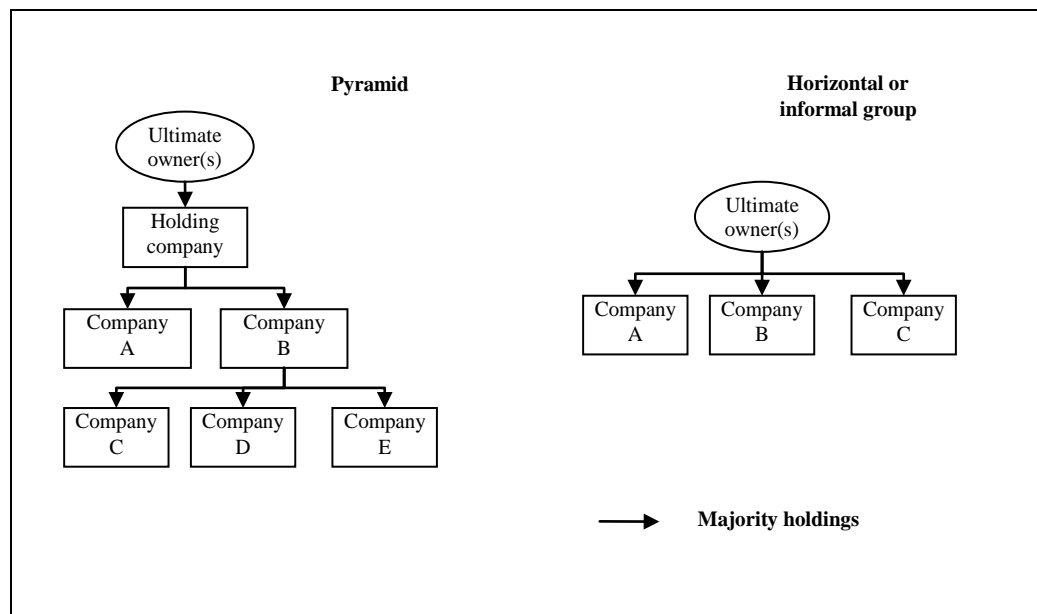 Pyramid
Ultimate
owner(s)
Holding
company
Company
A
Company
B
Company
C
Company
D
Company
E
Horizontal or
informal group
Ultimate
owner(s)
Company
A
Company
B
Company
C
Majority holdings